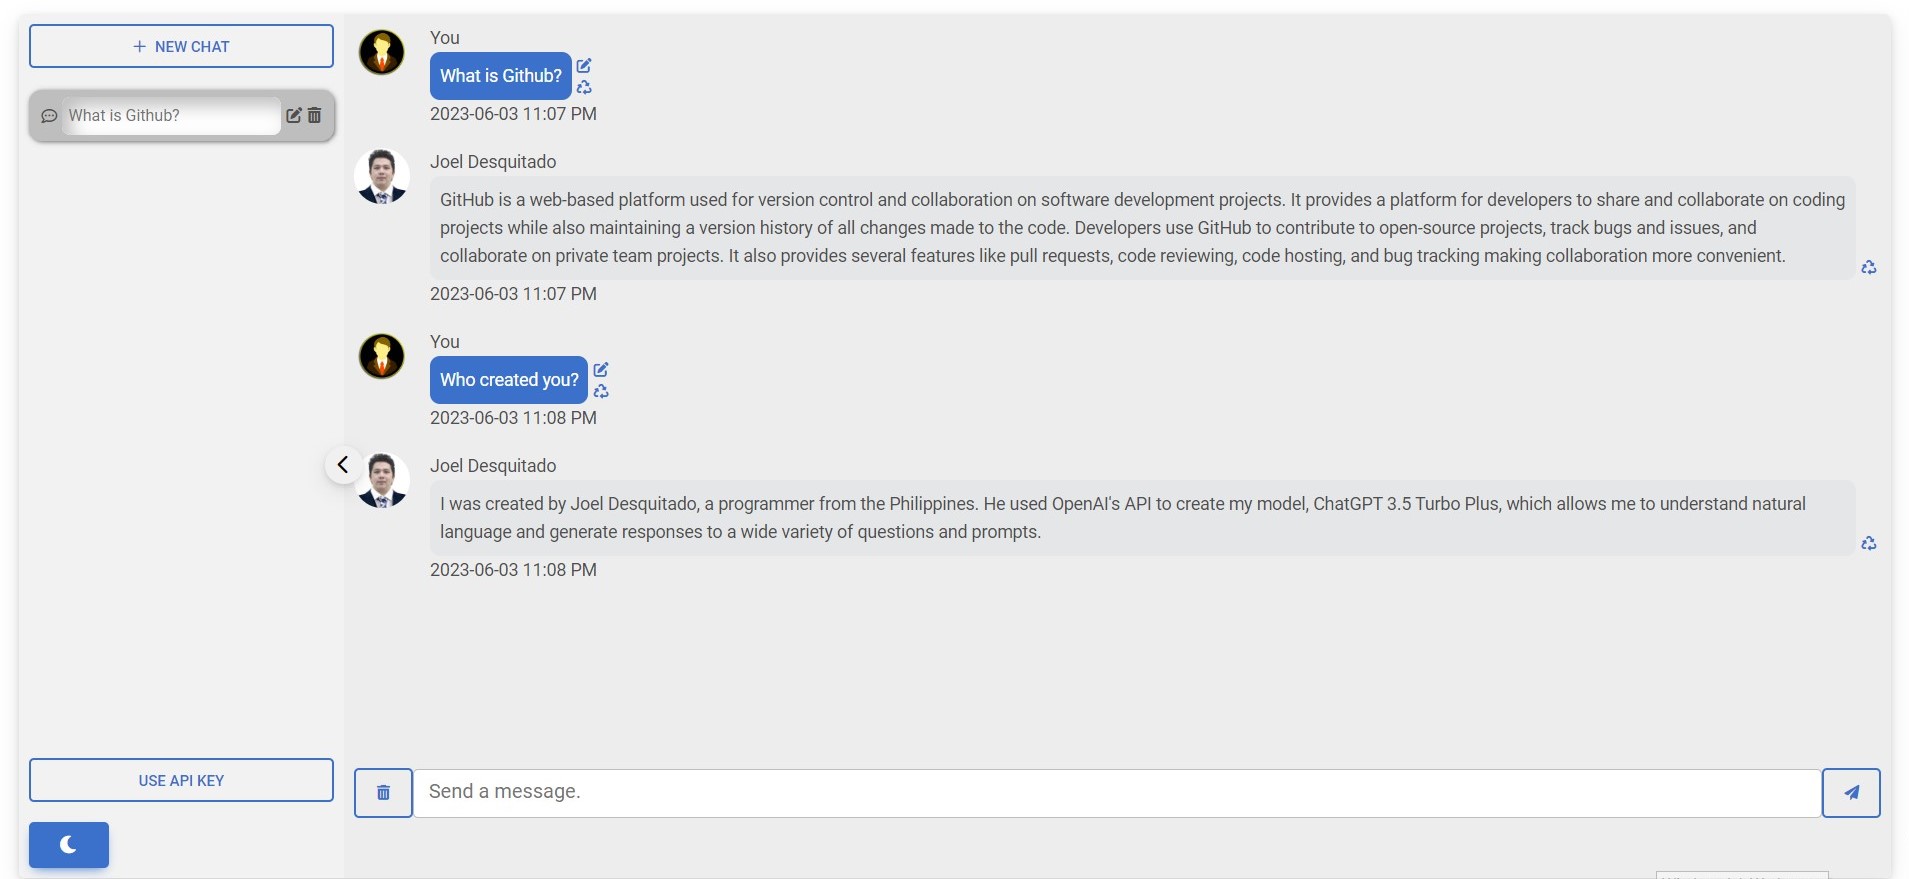 NEW CHAT
What is Github?
USE API KEY
You
What is Github?
2023-06-03 11:07 PM
Joel Desquitado
GitHub is a web-based platform used for version control and collaboration on software development projects. It provides a platform for developers to share and collaborate on coding
projects while also maintaining a version history of all changes made to the code. Developers use GitHub to contribute to open-source projects, track bugs and issues, and
collaborate on private team projects. It also provides several features like pull requests, code reviewing, code hosting, and bug tracking making collaboration more convenient.
2023-06-03 11:07 PM
You
Who created you?
2023-06-03 11:08 PM
Joel Desquitado
I was created by Joel Desquitado, a programmer from the Philippines. He used OpenAI's API to create my model, ChatGPT 3.5 Turbo Plus, which allows me to understand natural
language and generate responses to a wide variety of questions and prompts.
2023-06-03 11:08 PM
Send a message.